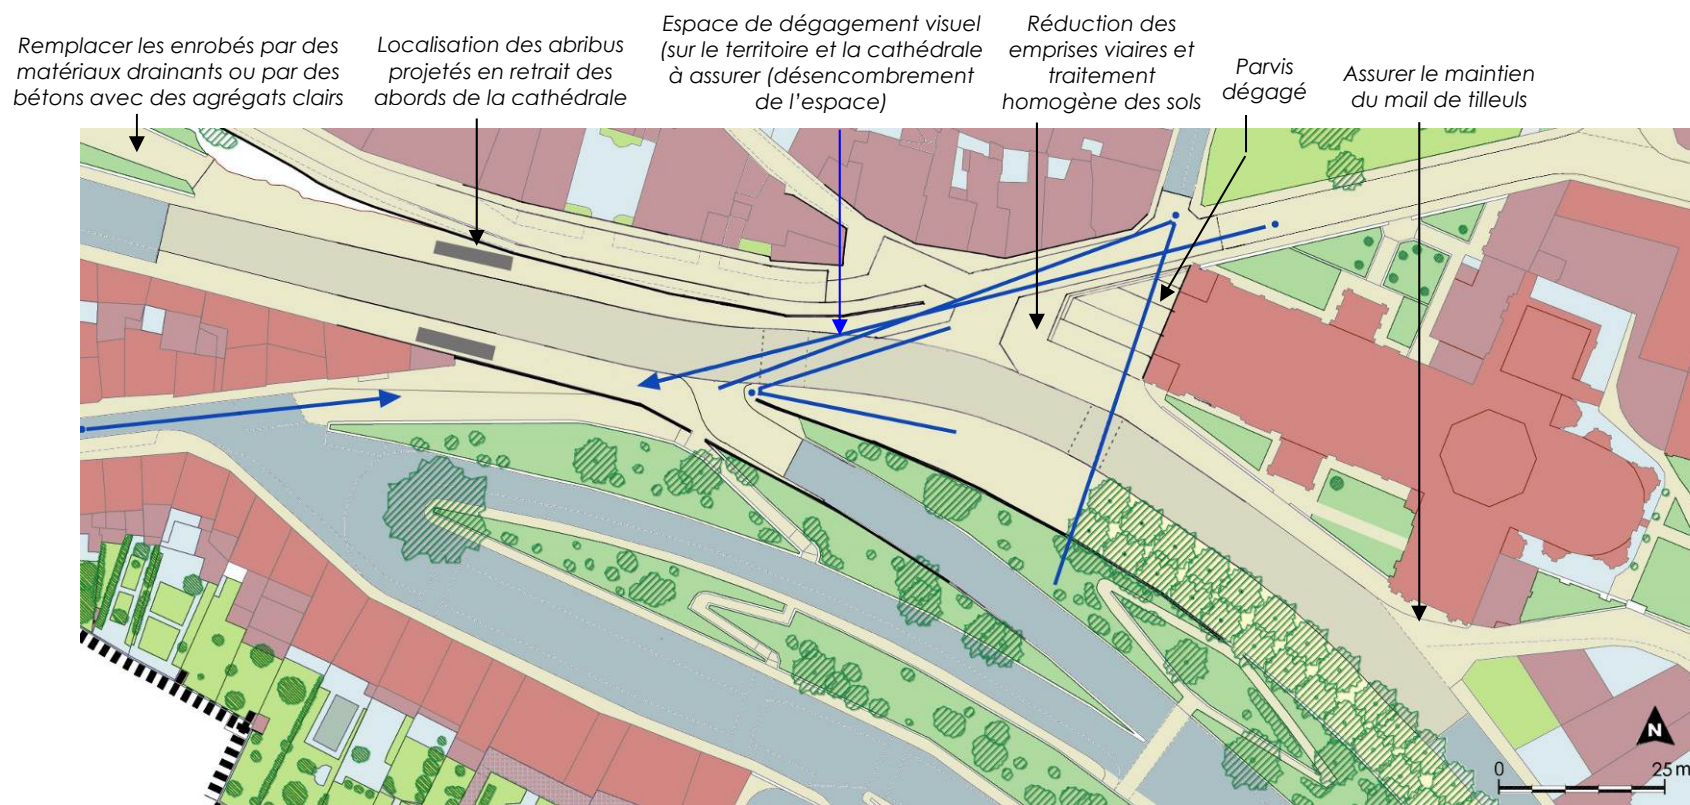 Remplacer les enrobés par des
matériaux drainants ou par des
bétons avec des agrégats clairs
Localisation des abribus
projetés en retrait des
abords de la cathédrale
Espace de dégagement visuel
(sur le territoire et la cathédrale
à assurer (désencombrement
de l’espace)
Réduction des
emprises viaires et
traitement
homogène des sols
Parvis
dégagé
Assurer le maintien
du mail de tilleuls
N
0
25m